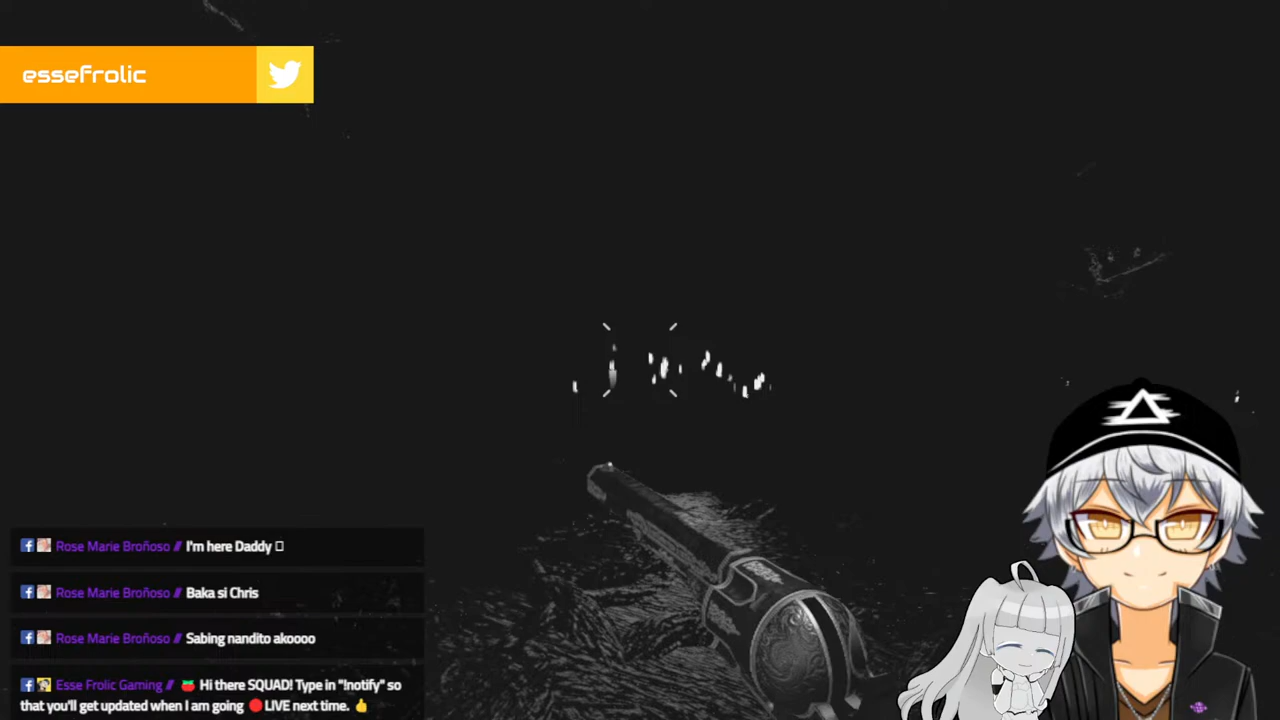 essefrolic
Rose Marie Broñoso // I'm here Daddy
Rose Marie Broñoso // Baka si Chris
Rose Marie Broñoso // Sabing nandito akoooo
Esse Frolic Gaming // 🍅 Hi there SQUAD! Type in "!notify" so
that you'll get updated when I am going 🔴LIVE next time. 👍